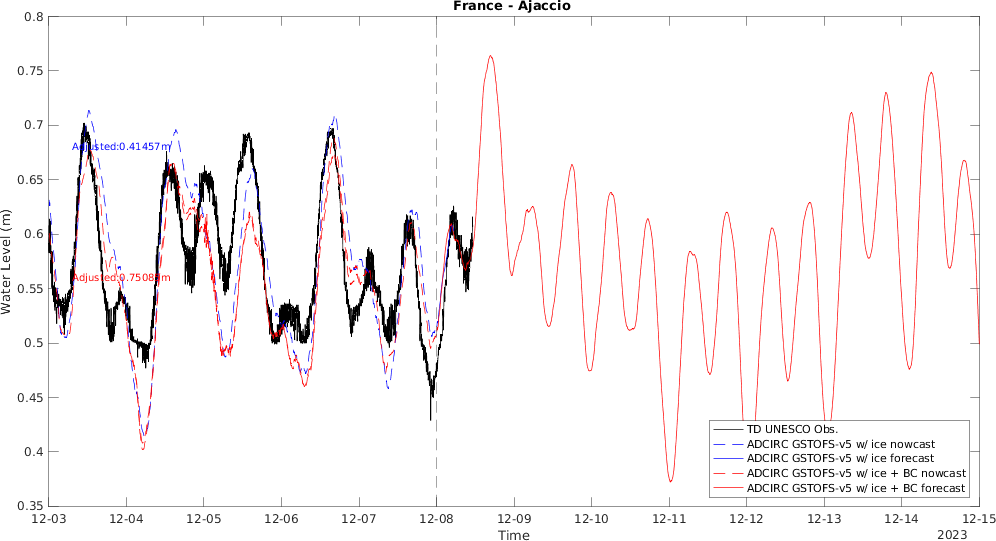 France - Ajaccio
0.8
0.75
0.7
0.65
0.6
0.55
0.5
0.45
0.4
0.35
Water Level (m)
Adjusted:0.41457m
TD UNESCO Obs.
ADCIRC GSTOFS-v5 w/ ice nowcast
ADCIRC GSTOFS-v5 w/ ice forecast
ADCIRC GSTOFS-v5 w/ ice + BC nowcast
ADCIRC GSTOFS-v5 w/ ice + BC forecast
12-03 12-04 12-05 12-06 12-07 12-08 12-09 12-10 12-11 12-12 12-13 12-14 12-15
Time
2023